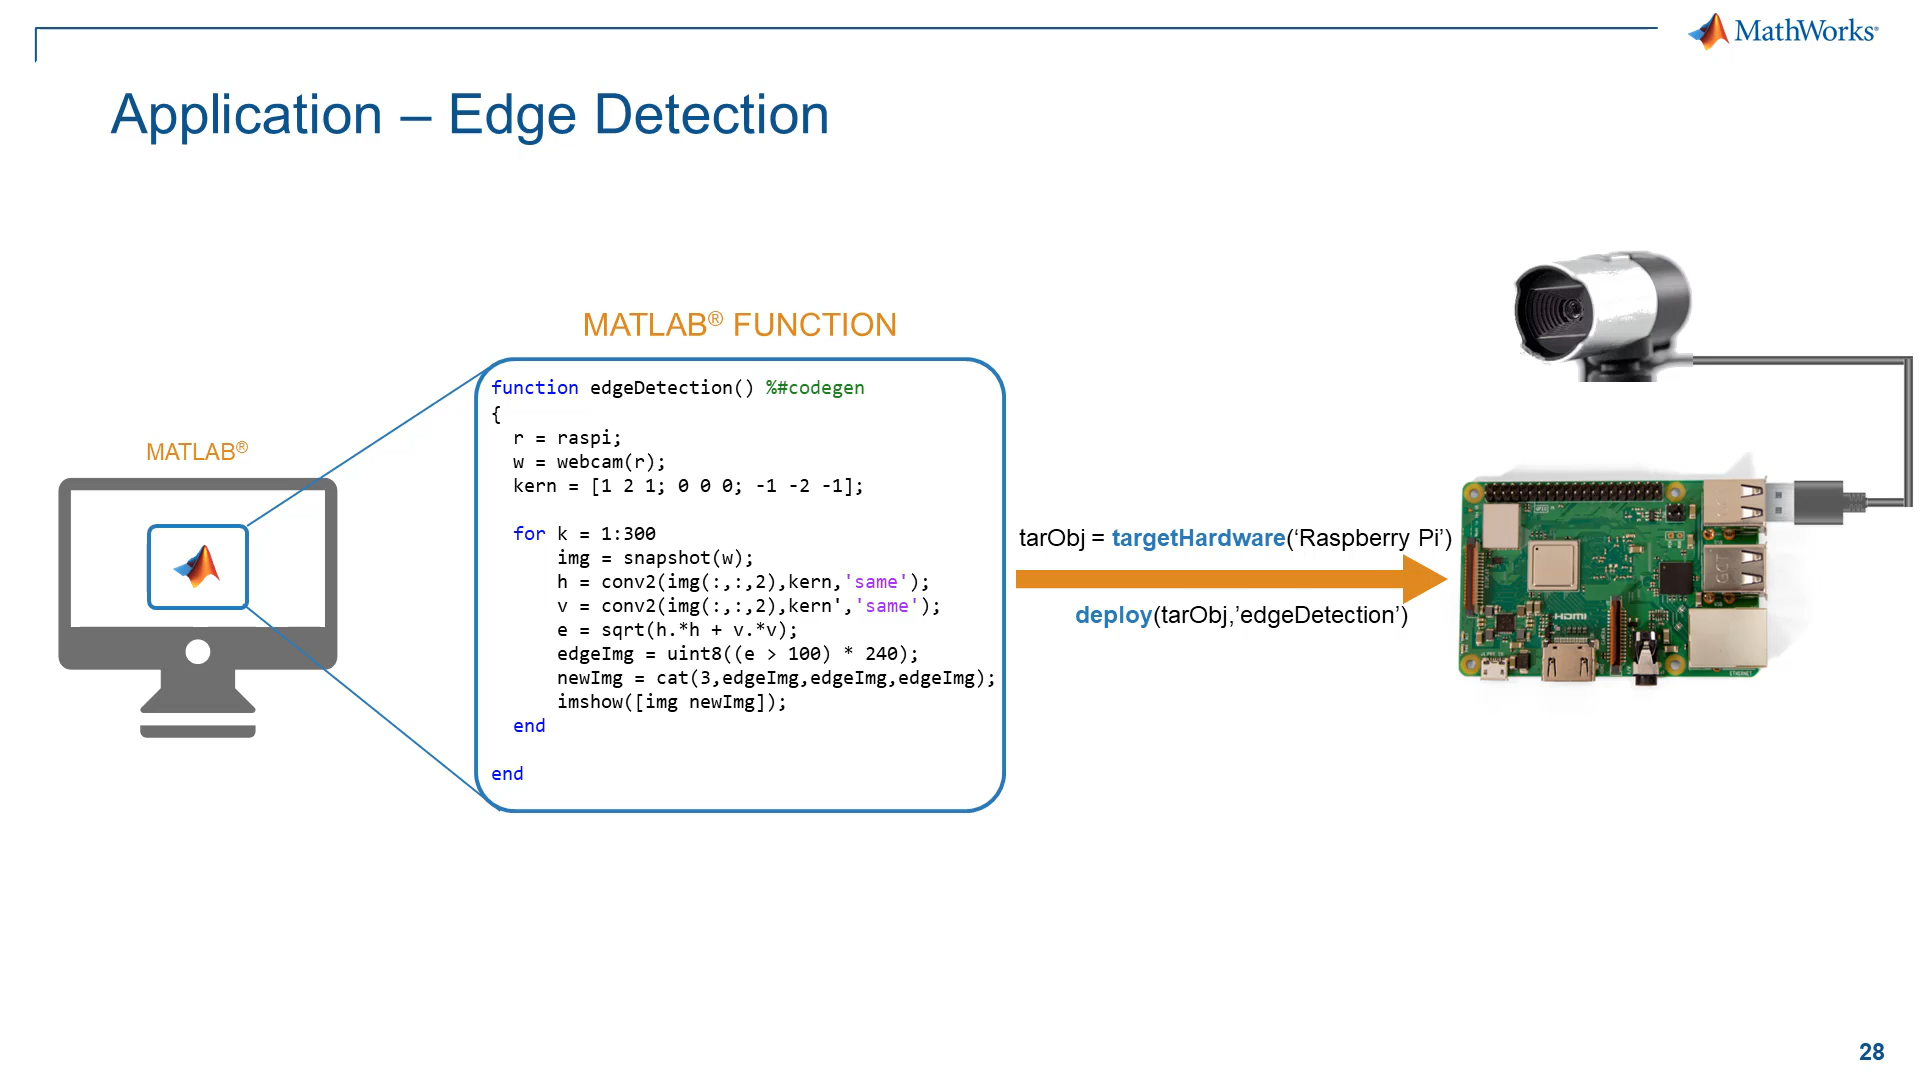 MathWorks®
Application – Edge Detection
MATLAB® FUNCTION
MATLAB®
function edgeDetection() %#codegen
{
  r = raspi;
  w = webcam(r);
  kern = [1 2 1; 0 0 0; -1 -2 -1];
  for k = 1:300
      img = snapshot(w);
      h = conv2(img(:,:,2),kern,'same');
      v = conv2(img(:,:,2),kern','same');
      e = sqrt(h.*h + v.*v);
      edgeImg = uint8((e > 100) * 240);
      newImg = cat(3,edgeImg,edgeImg,edgeImg);
      imshow([img newImg]);
  end
end
tarObj = targetHardware(‘Raspberry Pi’)
deploy(tarObj,’edgeDetection’)
HDMI
GCT
ETHERNET
28